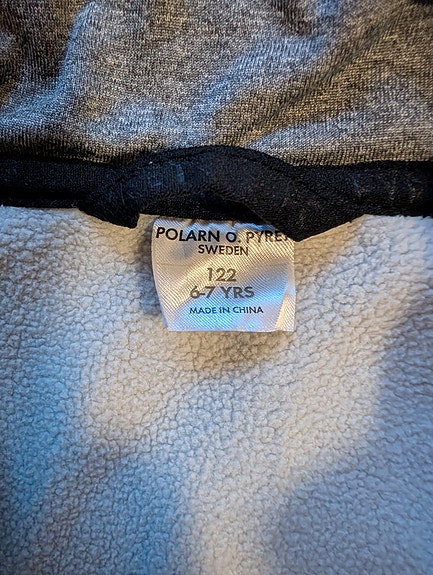 POLARN O. PYRET
SWEDEN
122
6-7 YRS
MADE IN CHINA